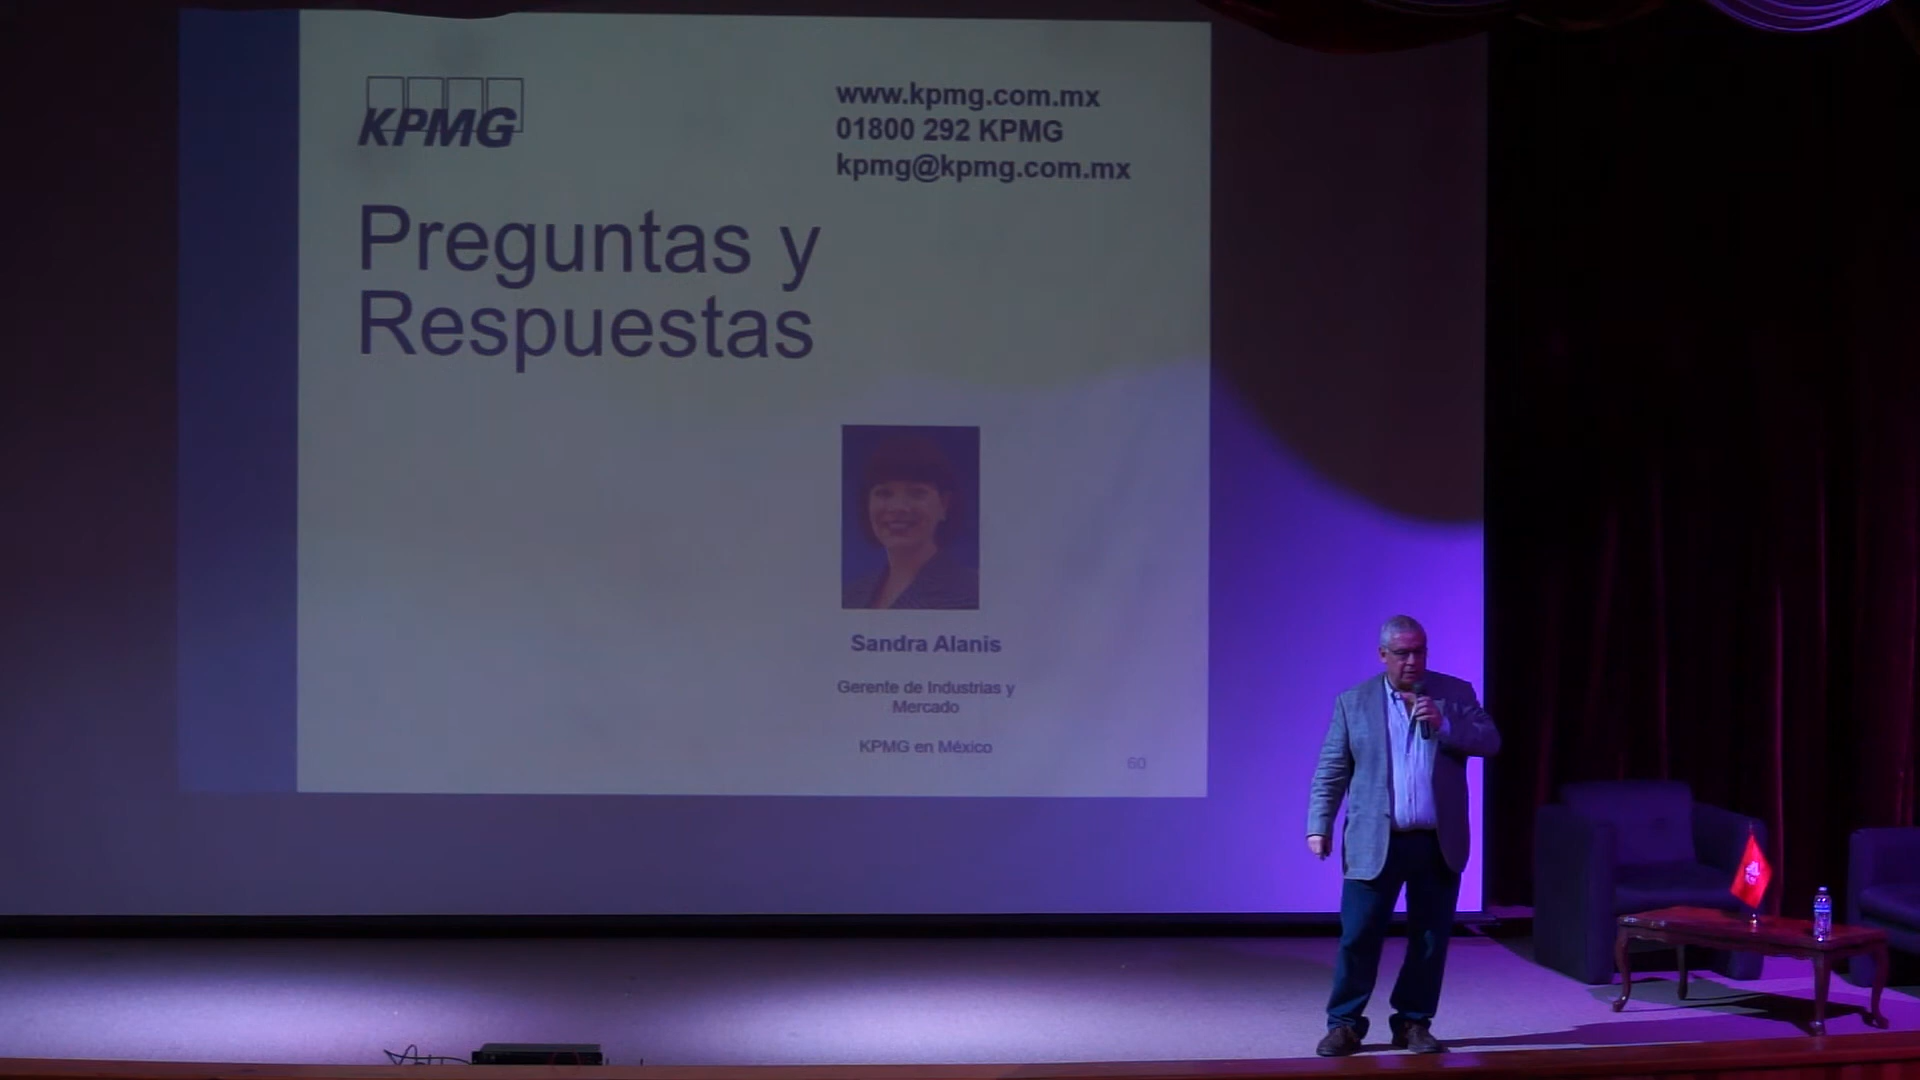 KPMG
www.kpmg.com.mx
01800 292 KPMG
kpmg@kpmg.com.mx
Preguntas y
Respuestas
Sandra Alanis
Gerente de Industrias y
Mercado
KPMG en México
60